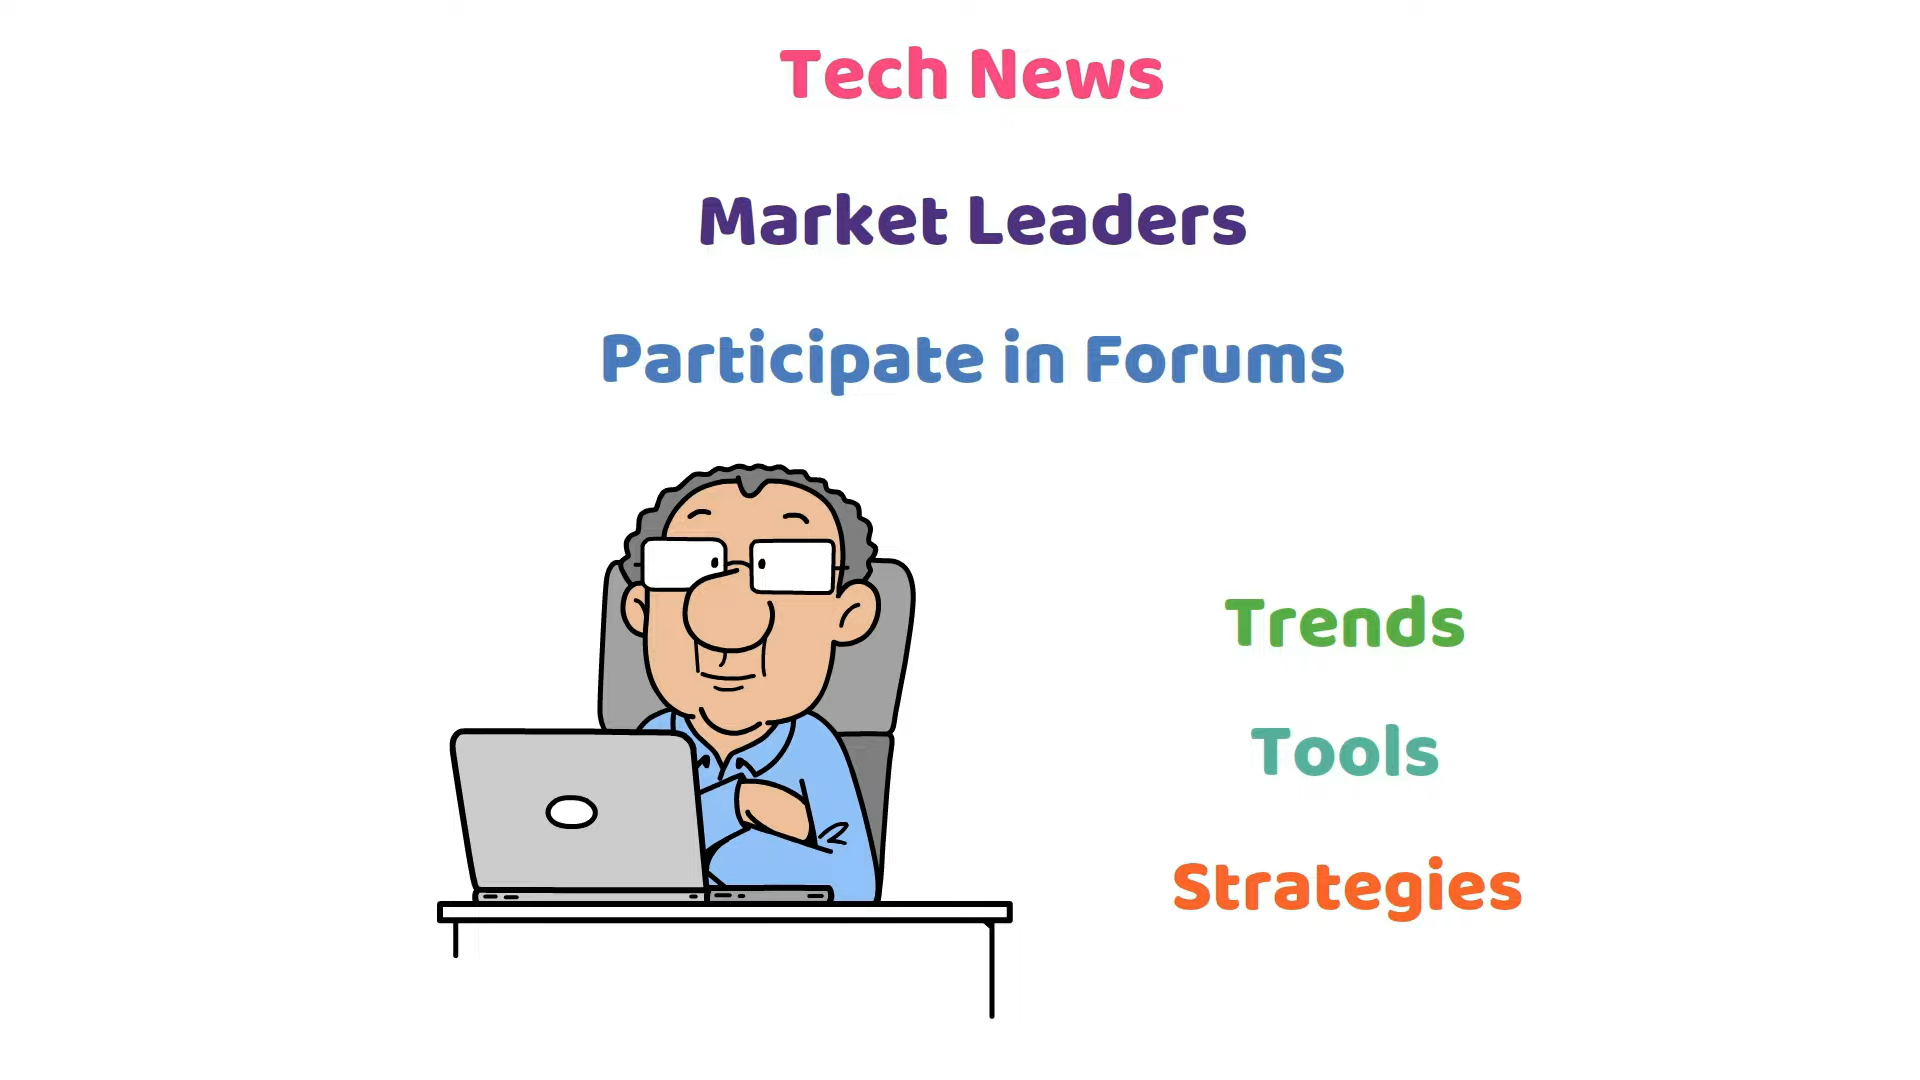 Tech News
Market Leaders
Participate in Forums
Trends
Tools
Strategies